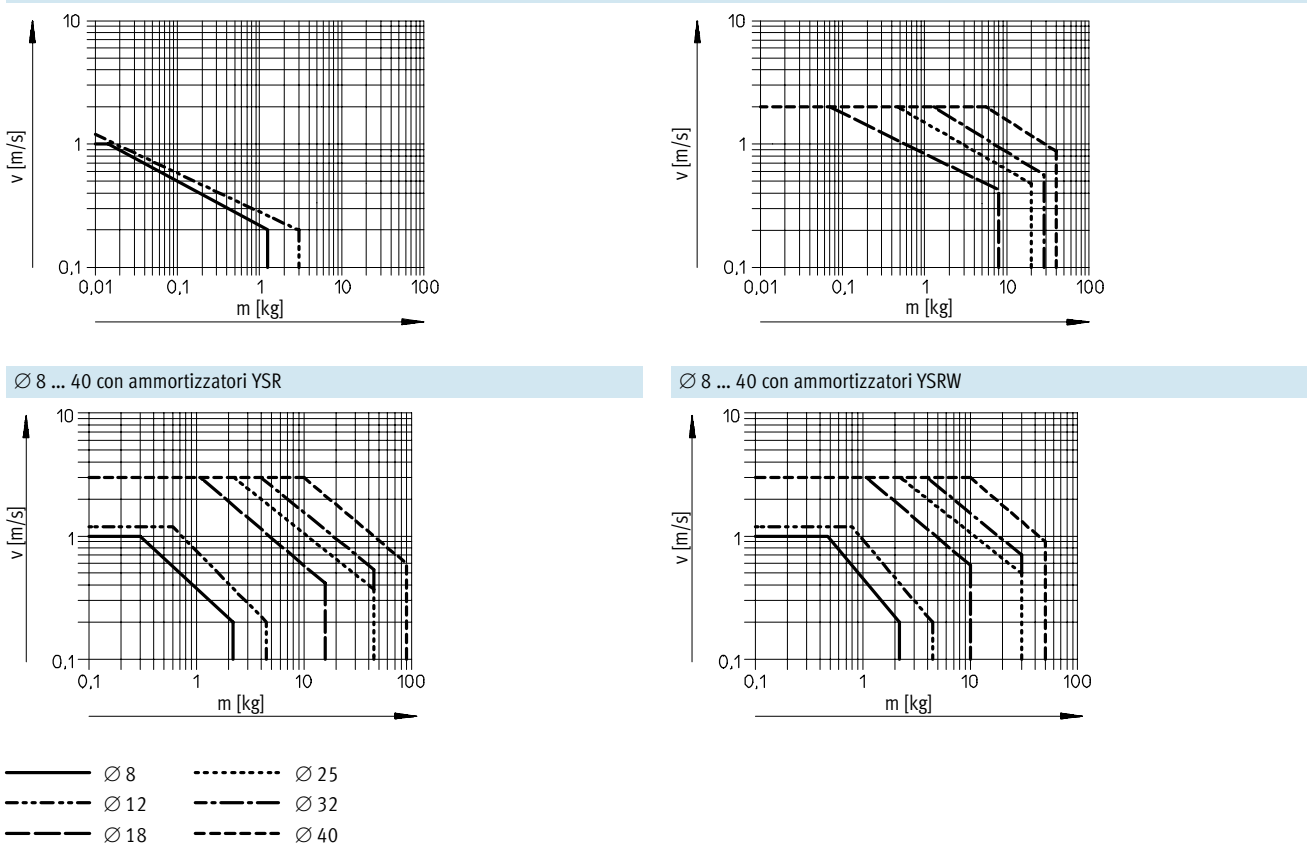 10
1
0,1
v [m/s]
0,01 0,1 1 10 100
m [kg]
10
1
0,1
v [m/s]
0,01 0,1 1 10 100
m [kg]
∅ 8 ... 40 con ammortizzatori YSR
∅ 8 ... 40 con ammortizzatori YSRW
10
1
0,1
v [m/s]
0,1 1 10 100
m [kg]
10
1
0,1
v [m/s]
0,1 1 10 100
m [kg]
∅ 8
∅ 12
∅ 18
∅ 25
∅ 32
∅ 40